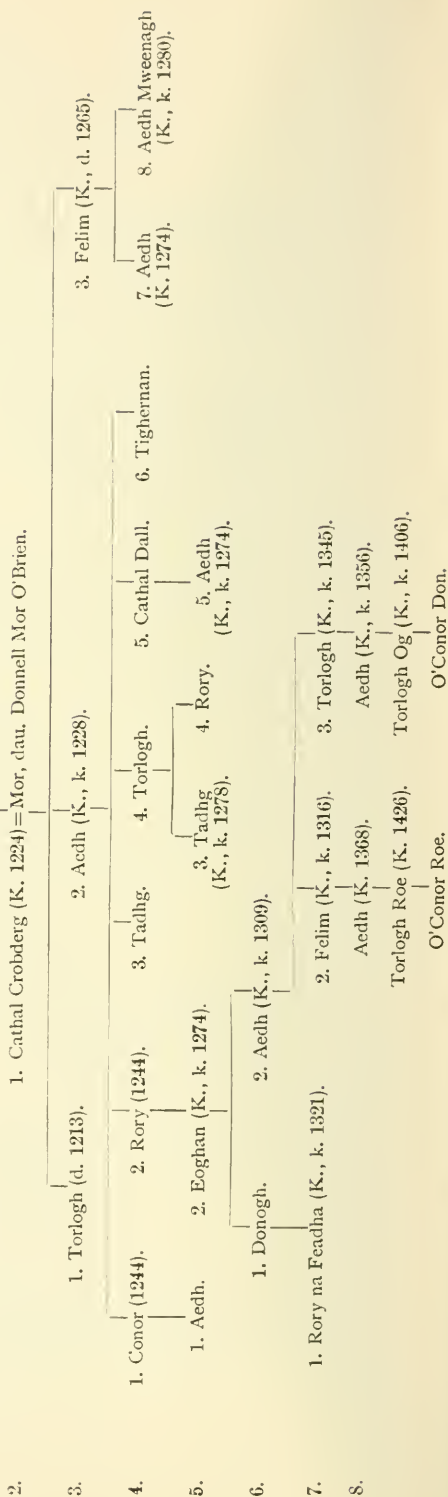 2. 1. Cathal Crobderg (K. 1224)=Mor, dau. Donnell Mor O'Brien.
3. 1. Torlogh (d. 1213). 2. Aedh (K., k. 1228). 3. Felim (K., d. 1265).
4. 1. Conor (1244). 2. Rory (1244). 3. Tadhg. 4. Torlogh. 5. Cathal Dall. 6. Tighernan. 7. Aedh 8. Aedh Mweenagh
(K., k. 1274). (K., k. 1280).
5. 1. Aedh. 2. Eoghan (K., k. 1274). 3. Tadhg 4. Rory. 5. Aedh
(K., k. 1278). (K., k. 1274).
6. 1. Donogh. 2. Aedh (K., k. 1309).
7. 1. Rory na Feadha (K., k. 1321). 2. Felim (K., k. 1316). 3. Torlogh (K., k. 1345).
8. Aedh (K. 1368). Aedh (K., k. 1356).
Torlogh Roe (K. 1426). Torlogh Og (K., k. 1406).
O'Conor Roe. O'Conor Don.